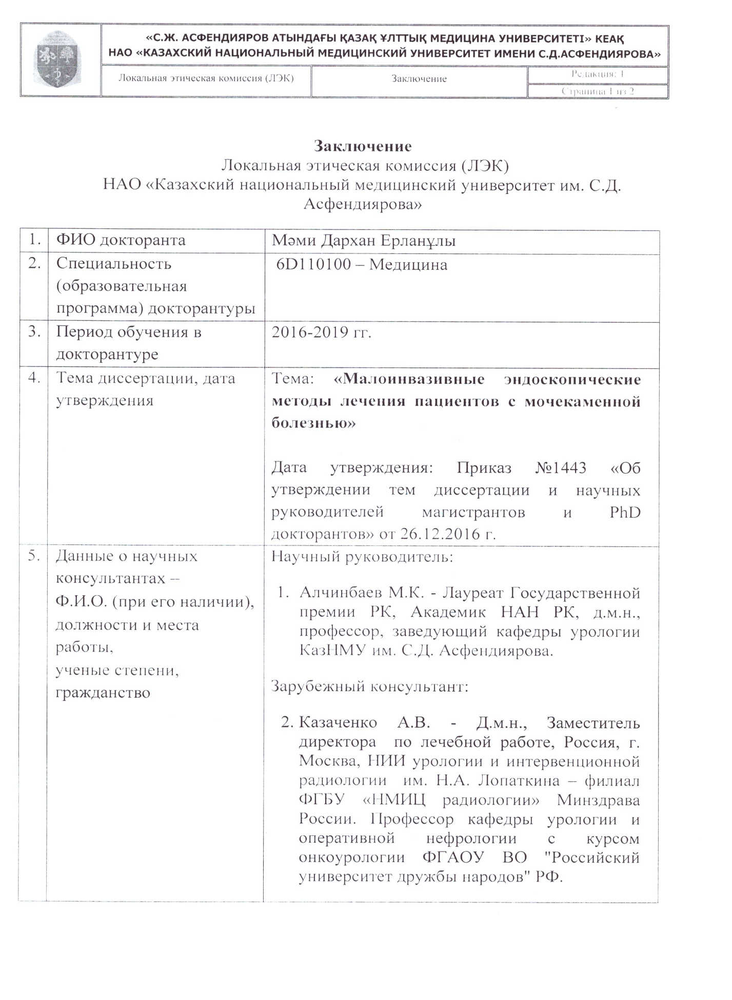 «С.Ж. АСФЕНДИЯРОВ АТЫНДАҒЫ ҚАЗАҚ ҰЛТТЫҚ МЕДИЦИНА УНИВЕРСИТЕТІ» КЕАҚ
НАО «КАЗАХСКИЙ НАЦИОНАЛЬНЫЙ МЕДИЦИНСКИЙ УНИВЕРСИТЕТ ИМЕНИ С.Д.АСФЕНДИЯРОВА»
Локальная этическая комиссия (ЛЭК)
Заключение
Редакция: 1
Страница 1 из 2
Заключение
Локальная этическая комиссия (ЛЭК)
НАО «Казахский национальный медицинский университет им. С.Д.
Асфендиярова»
1. ФИО докторанта
Мәми Дархан Ерланұлы
2. Специальность
(образовательная
программа) докторантуры
6D110100 – Медицина
3. Период обучения в
докторантуре
2016-2019 гг.
4. Тема диссертации, дата
утверждения
Тема: «Малоинвазивные эндоскопические
методы лечения пациентов с мочекаменной
болезнью»
Дата утверждения: Приказ №1443 «Об
утверждении тем диссертации и научных
руководителей магистрантов и PhD
докторантов» от 26.12.2016 г.
5. Данные о научных
консультантах –
Ф.И.О. (при его наличии),
должности и места
работы,
ученые степени,
гражданство
Научный руководитель:
1. Алчинбаев М.К. - Лауреат Государственной
премии РК, Академик НАН РК, д.м.н.,
профессор, заведующий кафедры урологии
КазНМУ им. С.Д. Асфендиярова.
Зарубежный консультант:
2. Казаченко А.В. - Д.м.н., Заместитель
директора по лечебной работе, Россия, г.
Москва, НИИ урологии и интервенционной
радиологии им. Н.А. Лопаткина – филиал
ФГБУ «НМИЦ радиологии» Минздрава
России. Профессор кафедры урологии и
оперативной нефрологии с курсом
онкоурологии ФГАОУ ВО "Российский
университет дружбы народов" РФ.